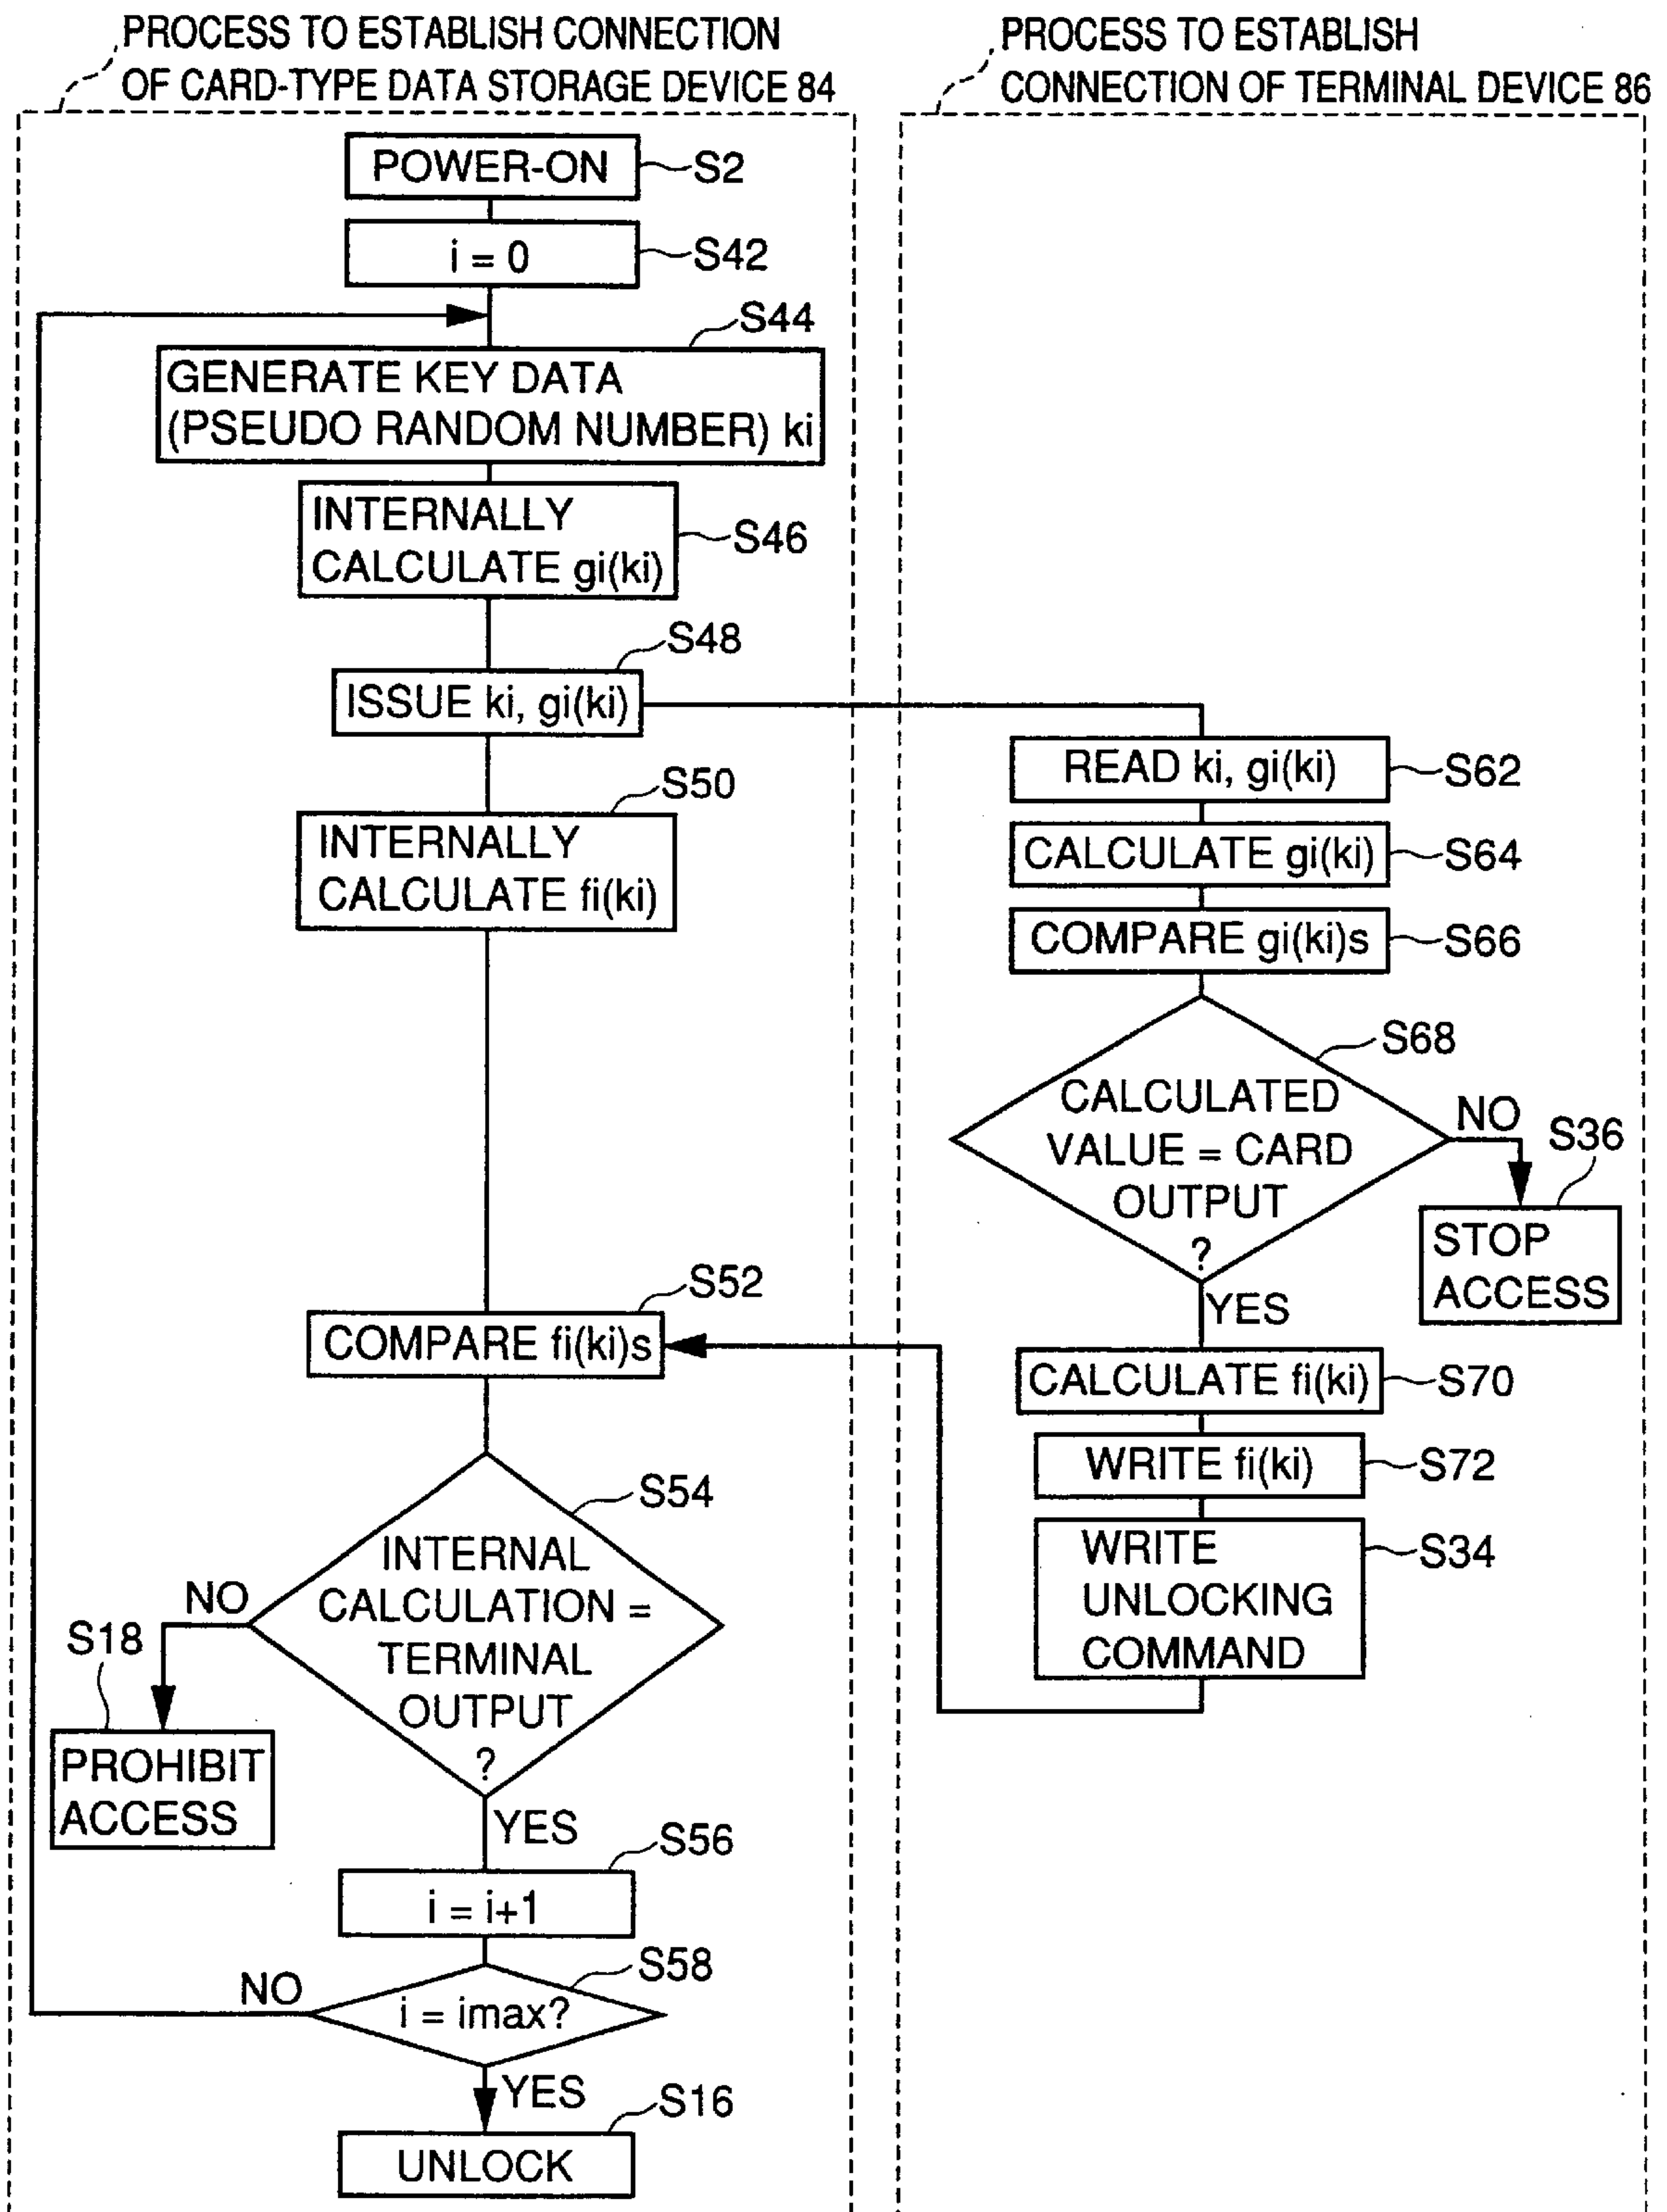 PROCESS TO ESTABLISH CONNECTION
OF CARD-TYPE DATA STORAGE DEVICE 84
POWER-ON
S2
i = 0
S42
S44
GENERATE KEY DATA
(PSEUDO RANDOM NUMBER) ki
INTERNALLY
CALCULATE gi(ki)
S46
S48
ISSUE ki, gi(ki)
S50
INTERNALLY
CALCULATE fi(ki)
S52
COMPARE fi(ki)s
S54
INTERNAL
CALCULATION =
TERMINAL
OUTPUT
?
NO
S18
PROHIBIT
ACCESS
YES
S56
i = i+1
S58
i = imax?
NO
YES
S16
UNLOCK
PROCESS TO ESTABLISH
CONNECTION OF TERMINAL DEVICE 86
READ ki, gi(ki)
S62
CALCULATE gi(ki)
S64
COMPARE gi(ki)s
S66
S68
CALCULATED
VALUE = CARD
OUTPUT
?
NO
S36
STOP
ACCESS
YES
CALCULATE fi(ki)
S70
WRITE fi(ki)
S72
WRITE
UNLOCKING
COMMAND
S34